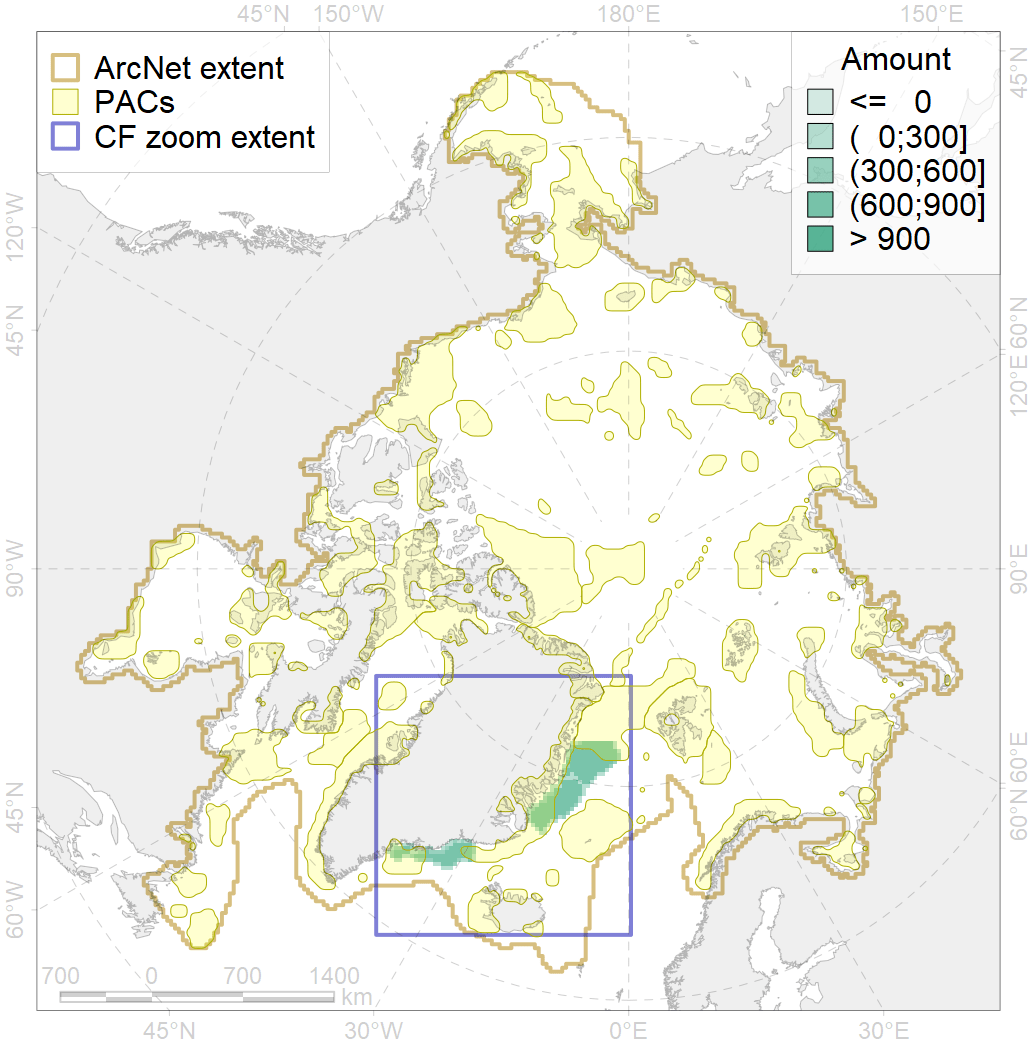 45°N 150°W 180°E 150°E
ArcNet extent
PACs
CF zoom extent
Amount
<= 0
( 0;300]
(300;600]
(600;900]
> 900
45°N
60°N
120°E
90°E
60°E
60°N
120°W
45°N
90°W
45°N
60°W
700 0 700 1400
km
45°N 30°W 0°E 30°E